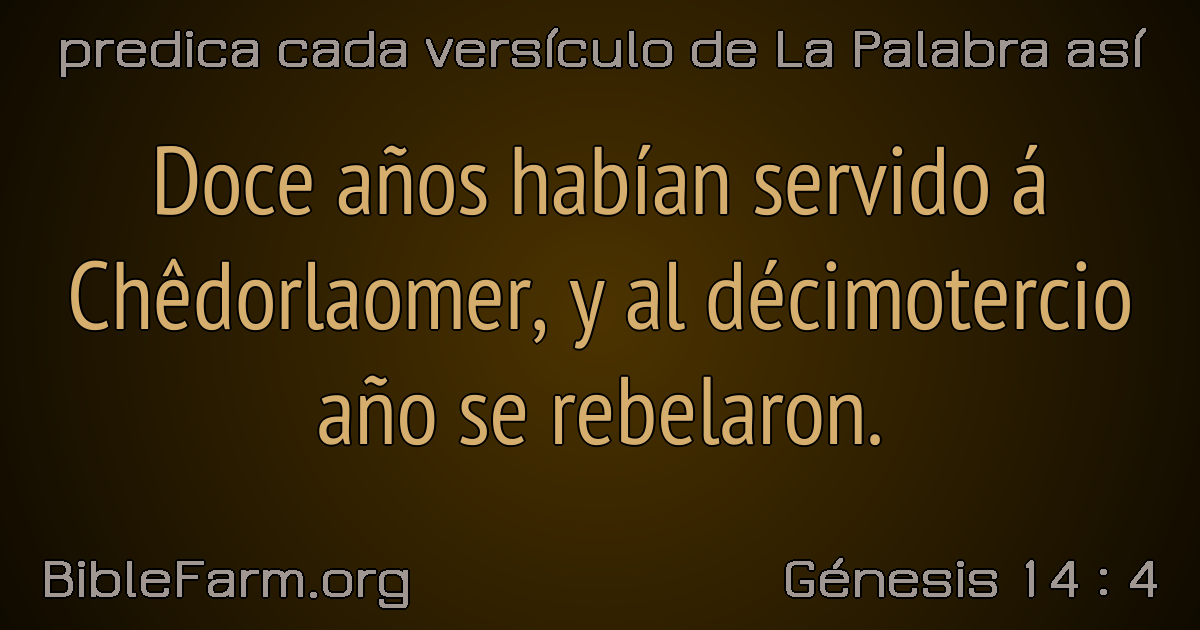 predica cada versículo de La Palabra así
Doce años habían servido á
Chêdorlaomer, y al décimotercio
año se rebelaron.
BibleFarm.org
Génesis 14 : 4